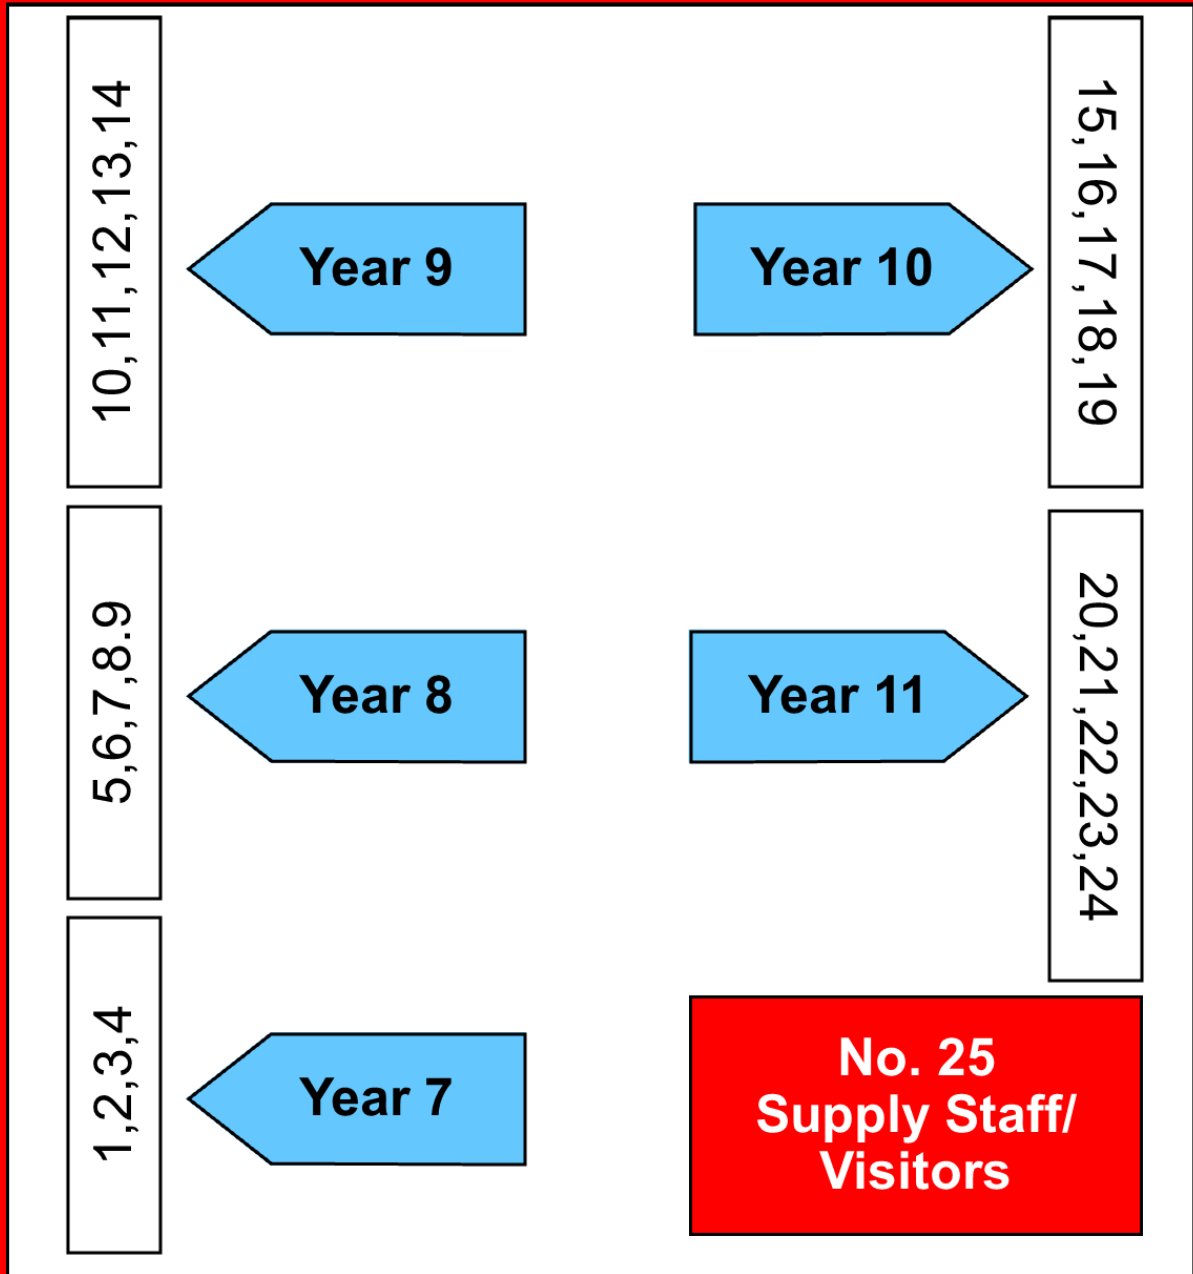 10,11,12,13,14
Year 9
Year 10
15,16,17,18,19
5,6,7,8.9
Year 8
Year 11
20,21,22,23,24
1,2,3,4
Year 7
No. 25
Supply Staff/
Visitors